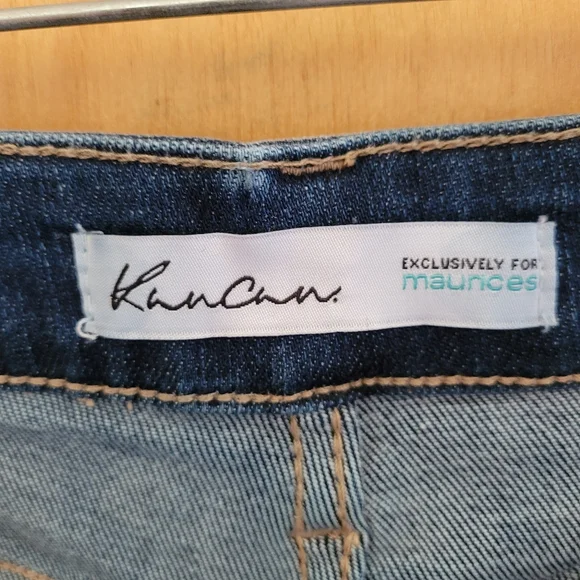 KanCan.
EXCLUSIVELY FOR
maurices